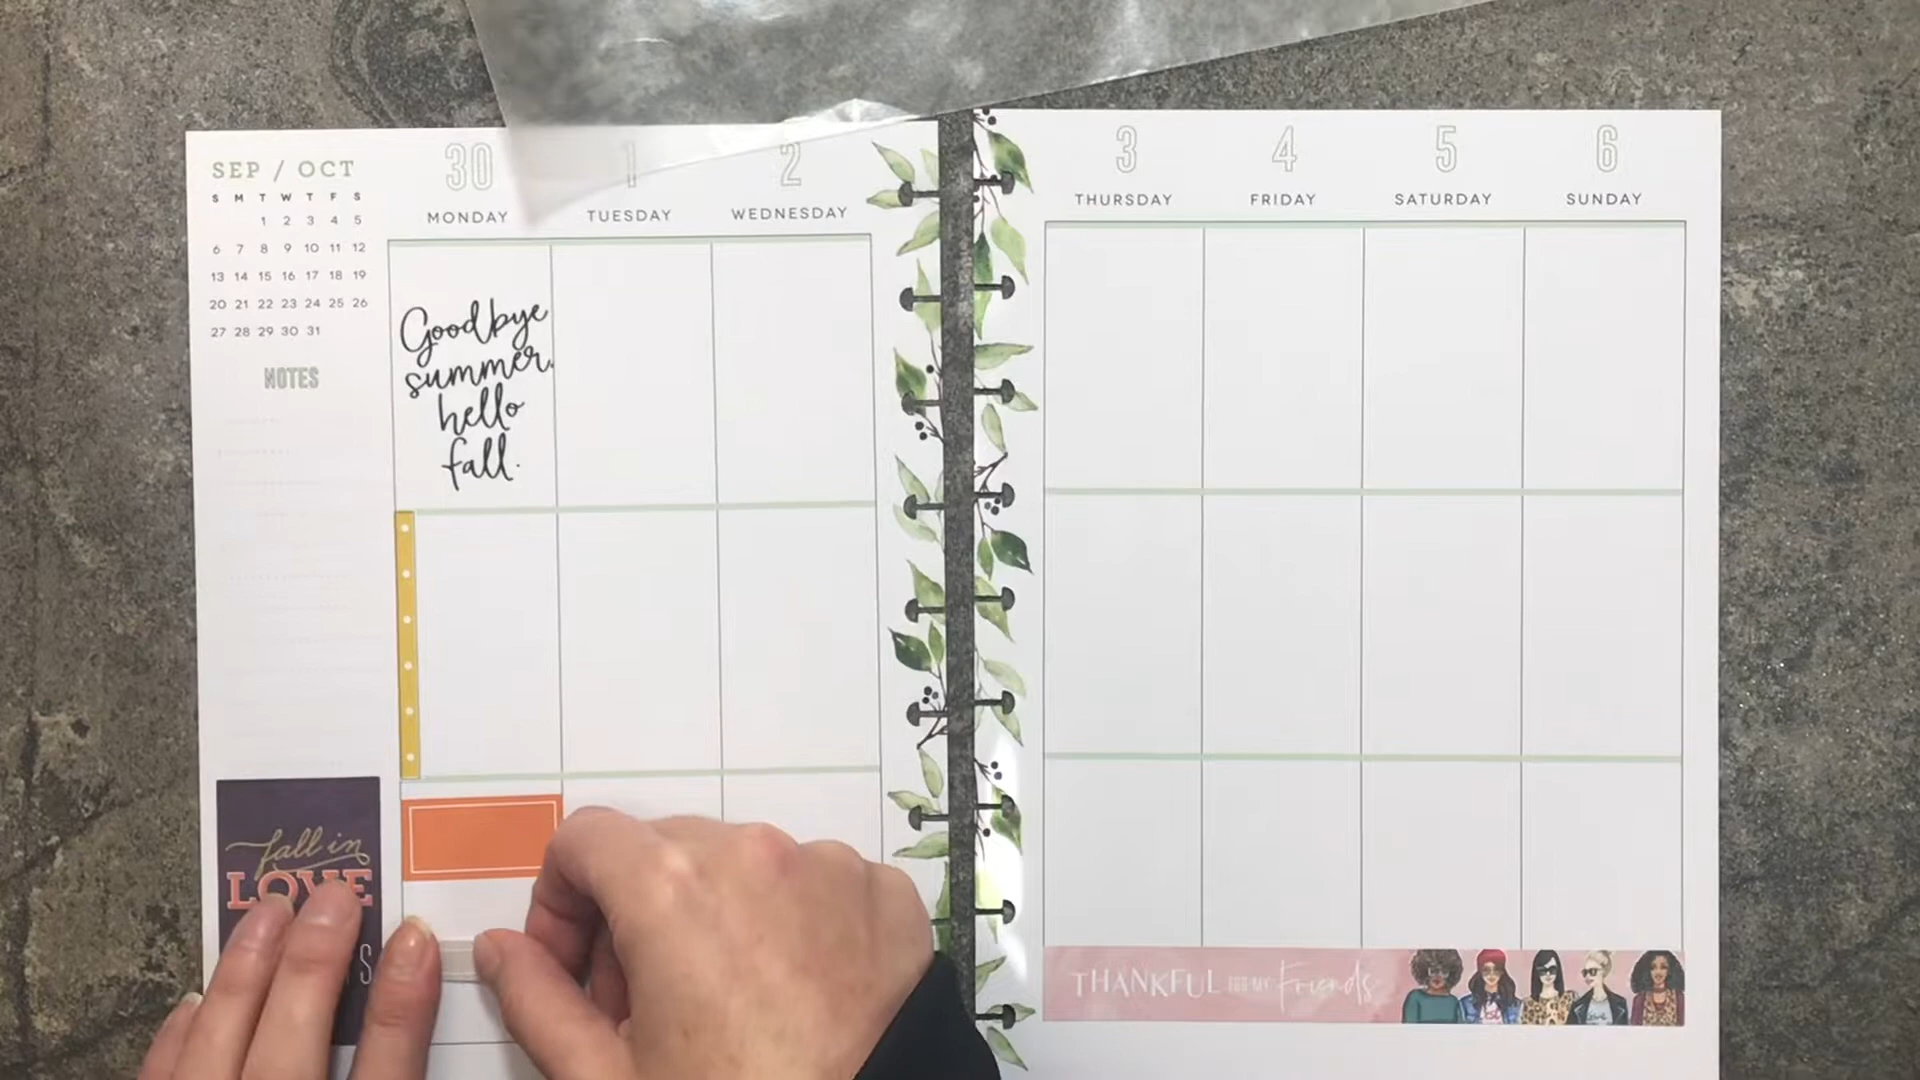 SEP / OCT
S M T W T F S
1 2 3 4 5
6 7 8 9 10 11 12
13 14 15 16 17 18 19
20 21 22 23 24 25 26
27 28 29 30 31
NOTES
30
MONDAY
1
TUESDAY
2
WEDNESDAY
3
THURSDAY
4
FRIDAY
5
SATURDAY
6
SUNDAY
Goodbye
summer,
hello
fall.
fall in
LOVE
THANKFUL FOR MY Friends